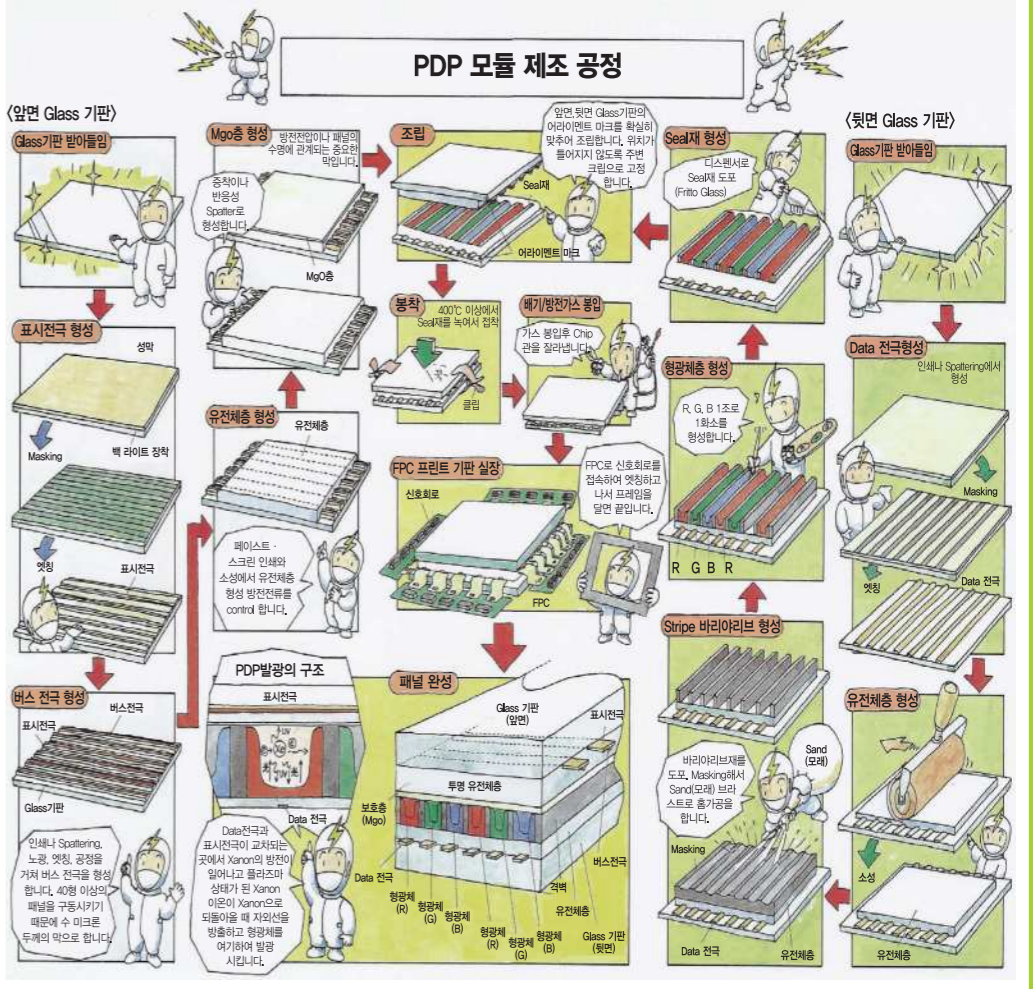 PDP 모듈 제조 공정
〈앞면 Glass 기판〉
Glass기판 받아들임
표시전극 형성
성막
백 라이트 장착
Masking
엣칭
표시전극
버스 전극 형성
버스전극
표시전극
Glass기판
인쇄나 Spattering,
노광, 엣칭, 공정을
거쳐 버스 전극을 형성
합니다. 40형 이상의
패널을 구동시키기
때문에 수 미크론
두께의 막으로 합니다.
유전체층 형성
유전체층
페이스트 ·
스크린 인쇄와
소성에서 유전체층
형성 방전전류를
control 합니다.
Mgo층 형성
방전전압이나 패널의
수명에 관계되는 중요한
막입니다.
증착이나
반응성
Spatter로
형성합니다.
MgO층
조립
앞면,뒷면 Glass기판의
어라이멘트 마크를 확실히
맞추어 조립합니다. 위치가
틀어지지 않도록 주변
크립으로 고정
합니다.
Seal재
어라이멘트 마크
봉착
400℃ 이상에서
Seal재를 녹여서 접착
클립
배기/방전가스 봉입
가스 봉입후 Chip
관을 잘라냅니다.
FPC 프린트 기판 실장
신호회로
FPC로 신호회로를
접속하여 엣칭하고
나서 프레임을
달면 끝입니다.
FPC
패널 완성
Glass 기판
(앞면)
표시전극
투명 유전체층
보호층
(Mgo)
Data 전극
형광체
(R)
형광체
(G)
형광체
(B)
형광체
(R)
형광체
(G)
형광체
(B)
격벽
버스전극
유전체층
Glass 기판
(뒷면)
PDP발광의 구조
표시전극
UV
Xe
UV
Data 전극
Data전극과
표시전극이 교차되는
곳에서 Xanon의 방전이
일어나고 플라즈마
상태가 된 Xanon
이온이 Xanon으로
되돌아올 때 자외선을
방출하고 형광체를
여기하여 발광
시킵니다.
〈뒷면 Glass 기판〉
Glass기판 받아들임
Data 전극형성
인쇄나 Spattering에서
형성
Masking
Data 전극
엣칭
유전체층 형성
소성
유전체층
Stripe 바리야리브 형성
바리야리브재를
도포, Masking해서
Sand(모래) 브라
스트로 홈가공을
합니다.
Sand
(모래)
Masking
Data 전극
유전체층
형광체층 형성
R, G, B 1조로
1화소를
형성합니다.
R G B R
Seal재 형성
디스펜서로
Seal재 도포
(Fritto Glass)